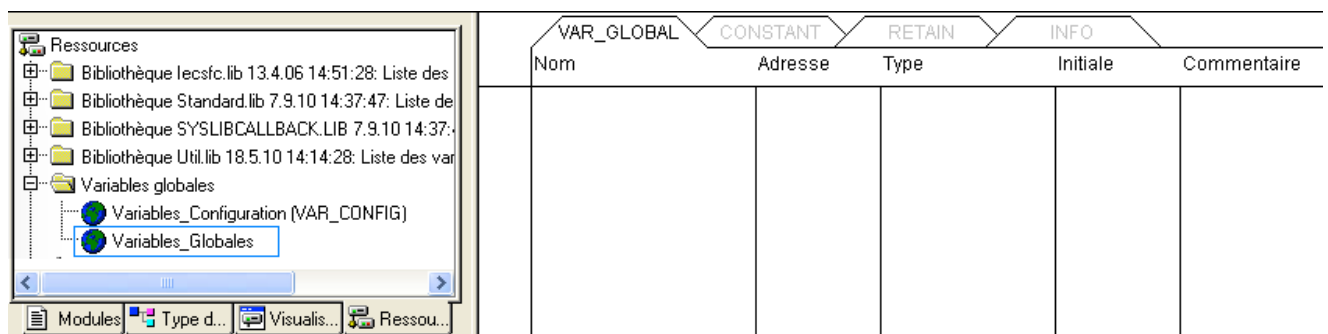 Ressources
Bibliothèque Iecsfc.lib 13.4.06 14:51:28: Liste des
Bibliothèque Standard.lib 7.9.10 14:37:47: Liste de
Bibliothèque SYSLIBCALLBACK.LIB 7.9.10 14:37:
Bibliothèque Util.lib 18.5.10 14:14:28: Liste des var
Variables globales
Variables_Configuration (VAR_CONFIG)
Variables_Globales
Modules Type d... Visualis... Ressou...
VAR_GLOBAL CONSTANT RETAIN INFO
Nom Adresse Type Initiale Commentaire